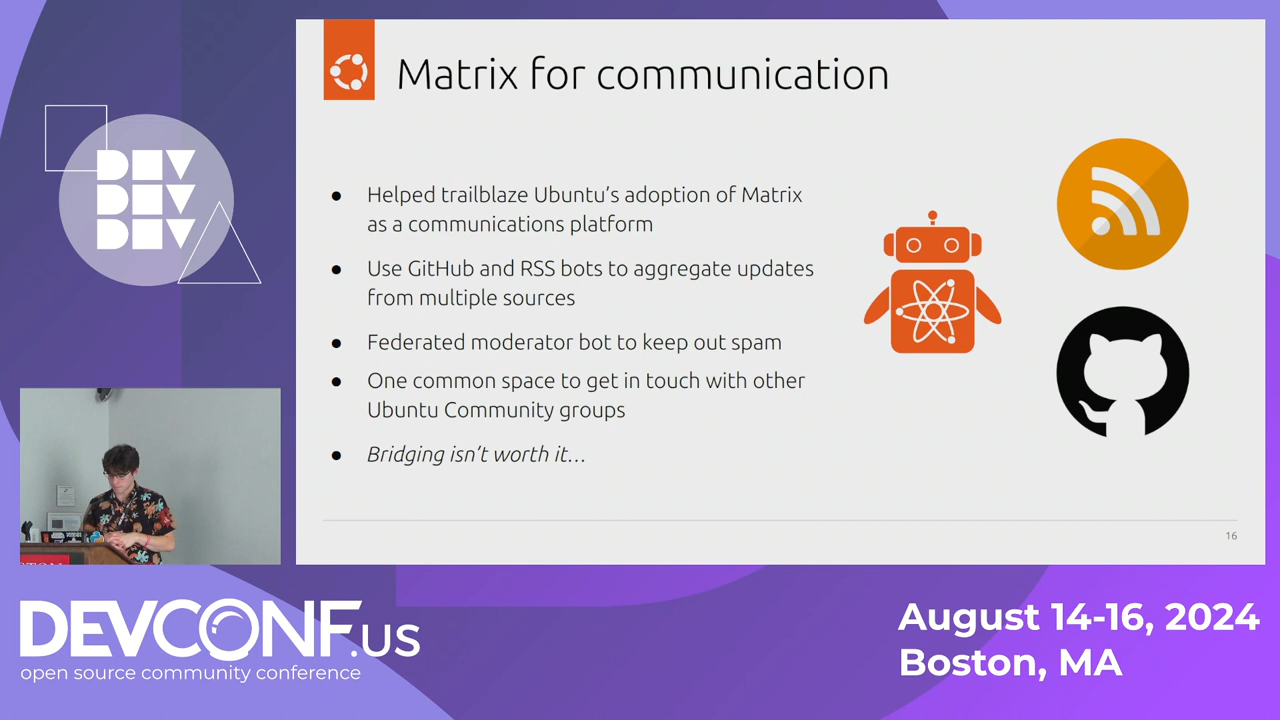 Matrix for communication
● Helped trailblaze Ubuntu's adoption of Matrix
as a communications platform
● Use GitHub and RSS bots to aggregate updates
from multiple sources
● Federated moderator bot to keep out spam
● One common space to get in touch with other
Ubuntu Community groups
● Bridging isn't worth it...
16
DEV
DEV
DEV
DEVCONF.US
open source community conference
August 14-16, 2024
Boston, MA